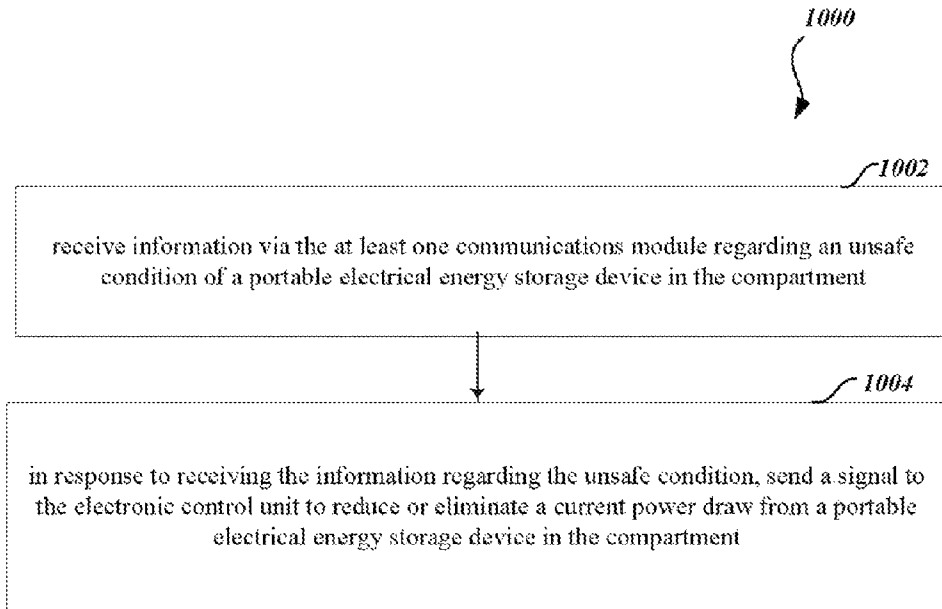 1000
1002
receive information via the at least one communications module regarding an unsafe
condition of a portable electrical energy storage device in the compartment
1004
in response to receiving the information regarding the unsafe condition, send a signal to
the electronic control unit to reduce or eliminate a current power draw from a portable
electrical energy storage device in the compartment